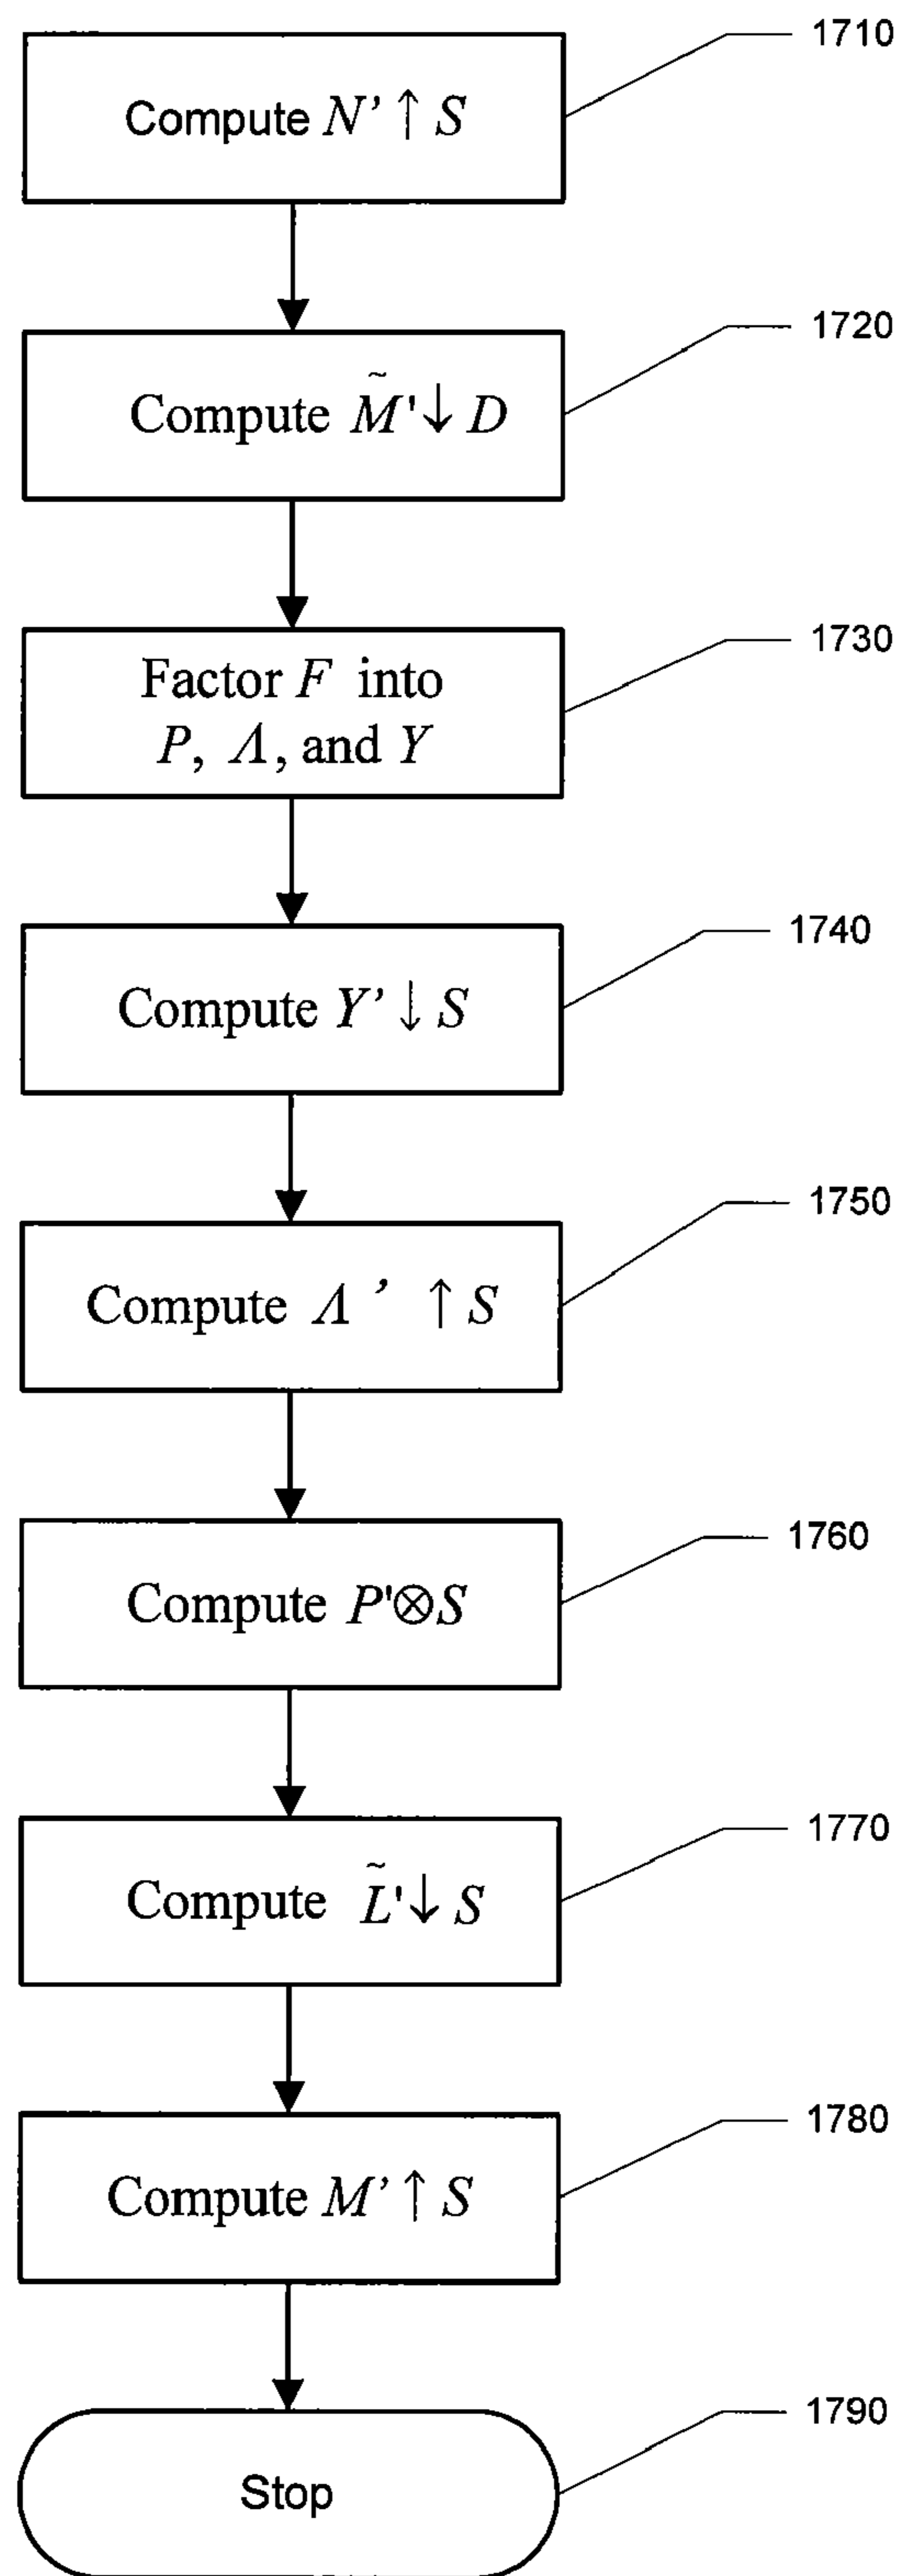 1710
Compute N' ↑ S
1720
Compute M̃' ↓ D
1730
Factor F into
P, Λ, and Y
1740
Compute Y' ↓ S
1750
Compute Λ ' ↑ S
1760
Compute P'⊗S
1770
Compute L̃' ↓ S
1780
Compute M' ↑ S
1790
Stop